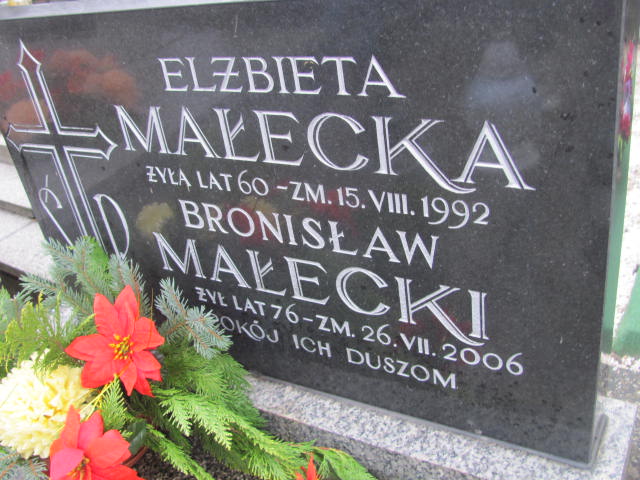 Ś P
ELŻBIETA
MAŁECKA
ŻYŁA LAT 60 – ZM. 15. VIII. 1992
BRONISŁAW
MAŁECKI
ŻYŁ LAT 76 – ZM. 26. VII. 2006
POKÓJ ICH DUSZOM